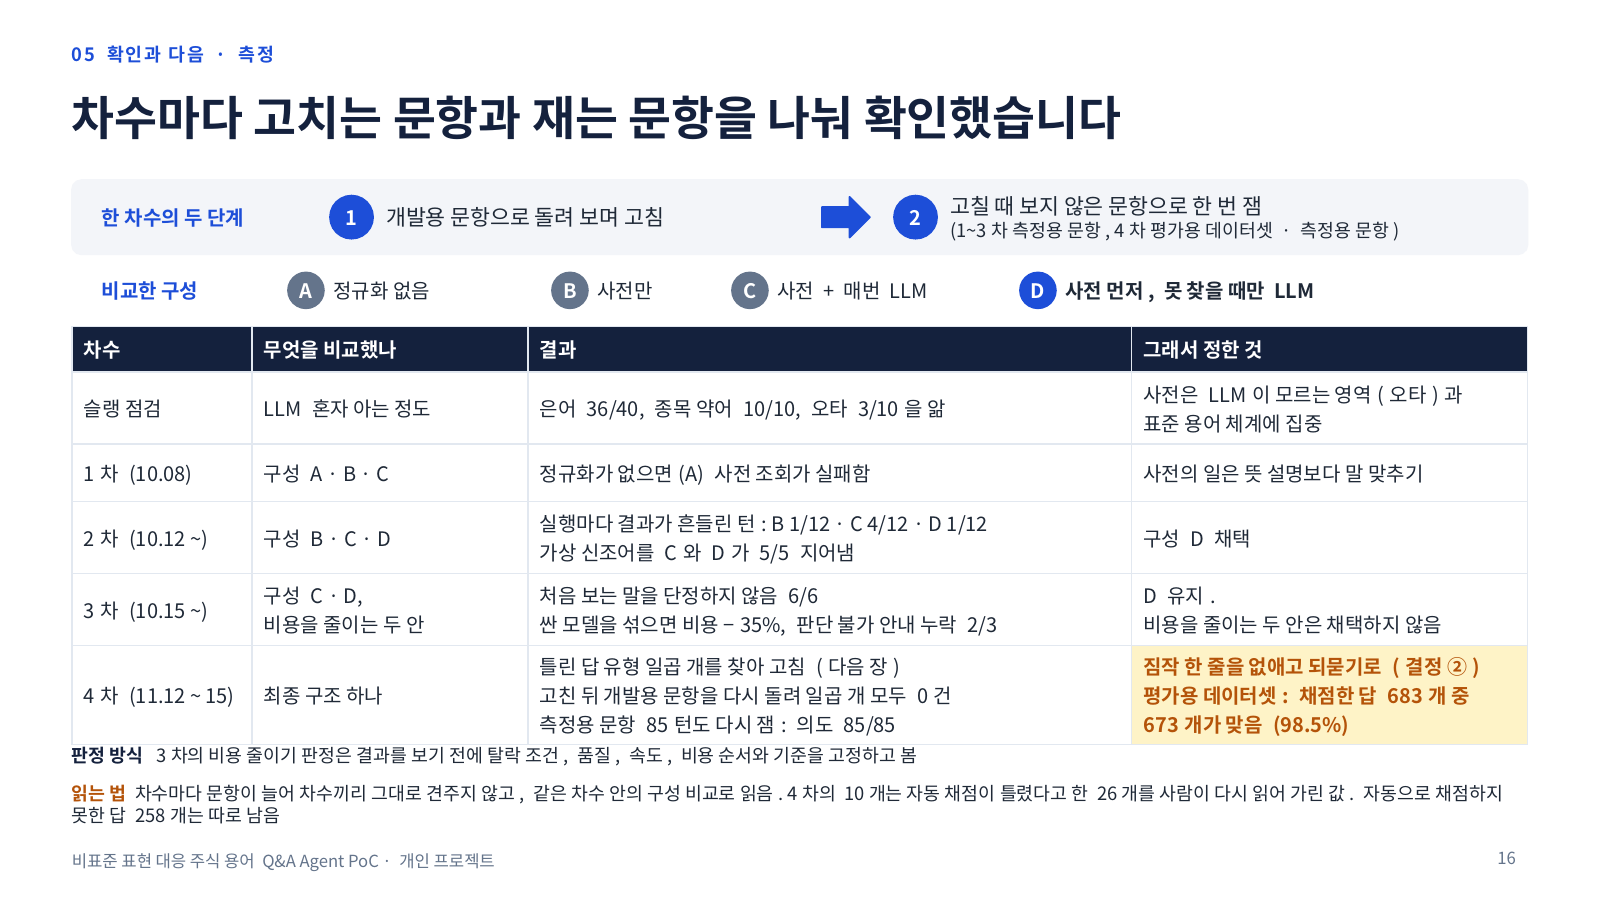 05 확인과 다음 · 측정
차수마다 고치는 문항과 재는 문항을 나눠 확인했습니다
한 차수의 두 단계
1 개발용 문항으로 돌려 보며 고침
2 고칠 때 보지 않은 문항으로 한 번 잼
(1~3 차 측정용 문항 , 4 차 평가용 데이터셋 · 측정용 문항 )
비교한 구성 A 정규화 없음 B 사전만 C 사전 + 매번 LLM D 사전 먼저 , 못 찾을 때만 LLM
차수 무엇을 비교했나 결과 그래서 정한 것
슬랭 점검
LLM 혼자 아는 정도
은어 36/40, 종목 약어 10/10, 오타 3/10 을 앎
사전은 LLM 이 모르는 영역 ( 오타 ) 과
표준 용어 체계에 집중
1 차 (10.08)
구성 A · B · C
정규화가 없으면 (A) 사전 조회가 실패함
사전의 일은 뜻 설명보다 말 맞추기
2 차 (10.12 ~)
구성 B · C · D
실행마다 결과가 흔들린 턴 : B 1/12 · C 4/12 · D 1/12
가상 신조어를 C 와 D 가 5/5 지어냄
구성 D 채택
3 차 (10.15 ~)
구성 C · D,
비용을 줄이는 두 안
처음 보는 말을 단정하지 않음 6/6
싼 모델을 섞으면 비용 − 35%, 판단 불가 안내 누락 2/3
D 유지 .
비용을 줄이는 두 안은 채택하지 않음
4 차 (11.12 ~ 15)
최종 구조 하나
틀린 답 유형 일곱 개를 찾아 고침 ( 다음 장 )
고친 뒤 개발용 문항을 다시 돌려 일곱 개 모두 0 건
측정용 문항 85 턴도 다시 잼 : 의도 85/85
짐작 한 줄을 없애고 되묻기로 ( 결정 ② )
평가용 데이터셋 : 채점한 답 683 개 중
673 개가 맞음 (98.5%)
판정 방식 3 차의 비용 줄이기 판정은 결과를 보기 전에 탈락 조건 , 품질 , 속도 , 비용 순서와 기준을 고정하고 봄
읽는 법 차수마다 문항이 늘어 차수끼리 그대로 견주지 않고 , 같은 차수 안의 구성 비교로 읽음 . 4 차의 10 개는 자동 채점이 틀렸다고 한 26 개를 사람이 다시 읽어 가린 값 . 자동으로 채점하지
못한 답 258 개는 따로 남음
비표준 표현 대응 주식 용어 Q&A Agent PoC · 개인 프로젝트
16